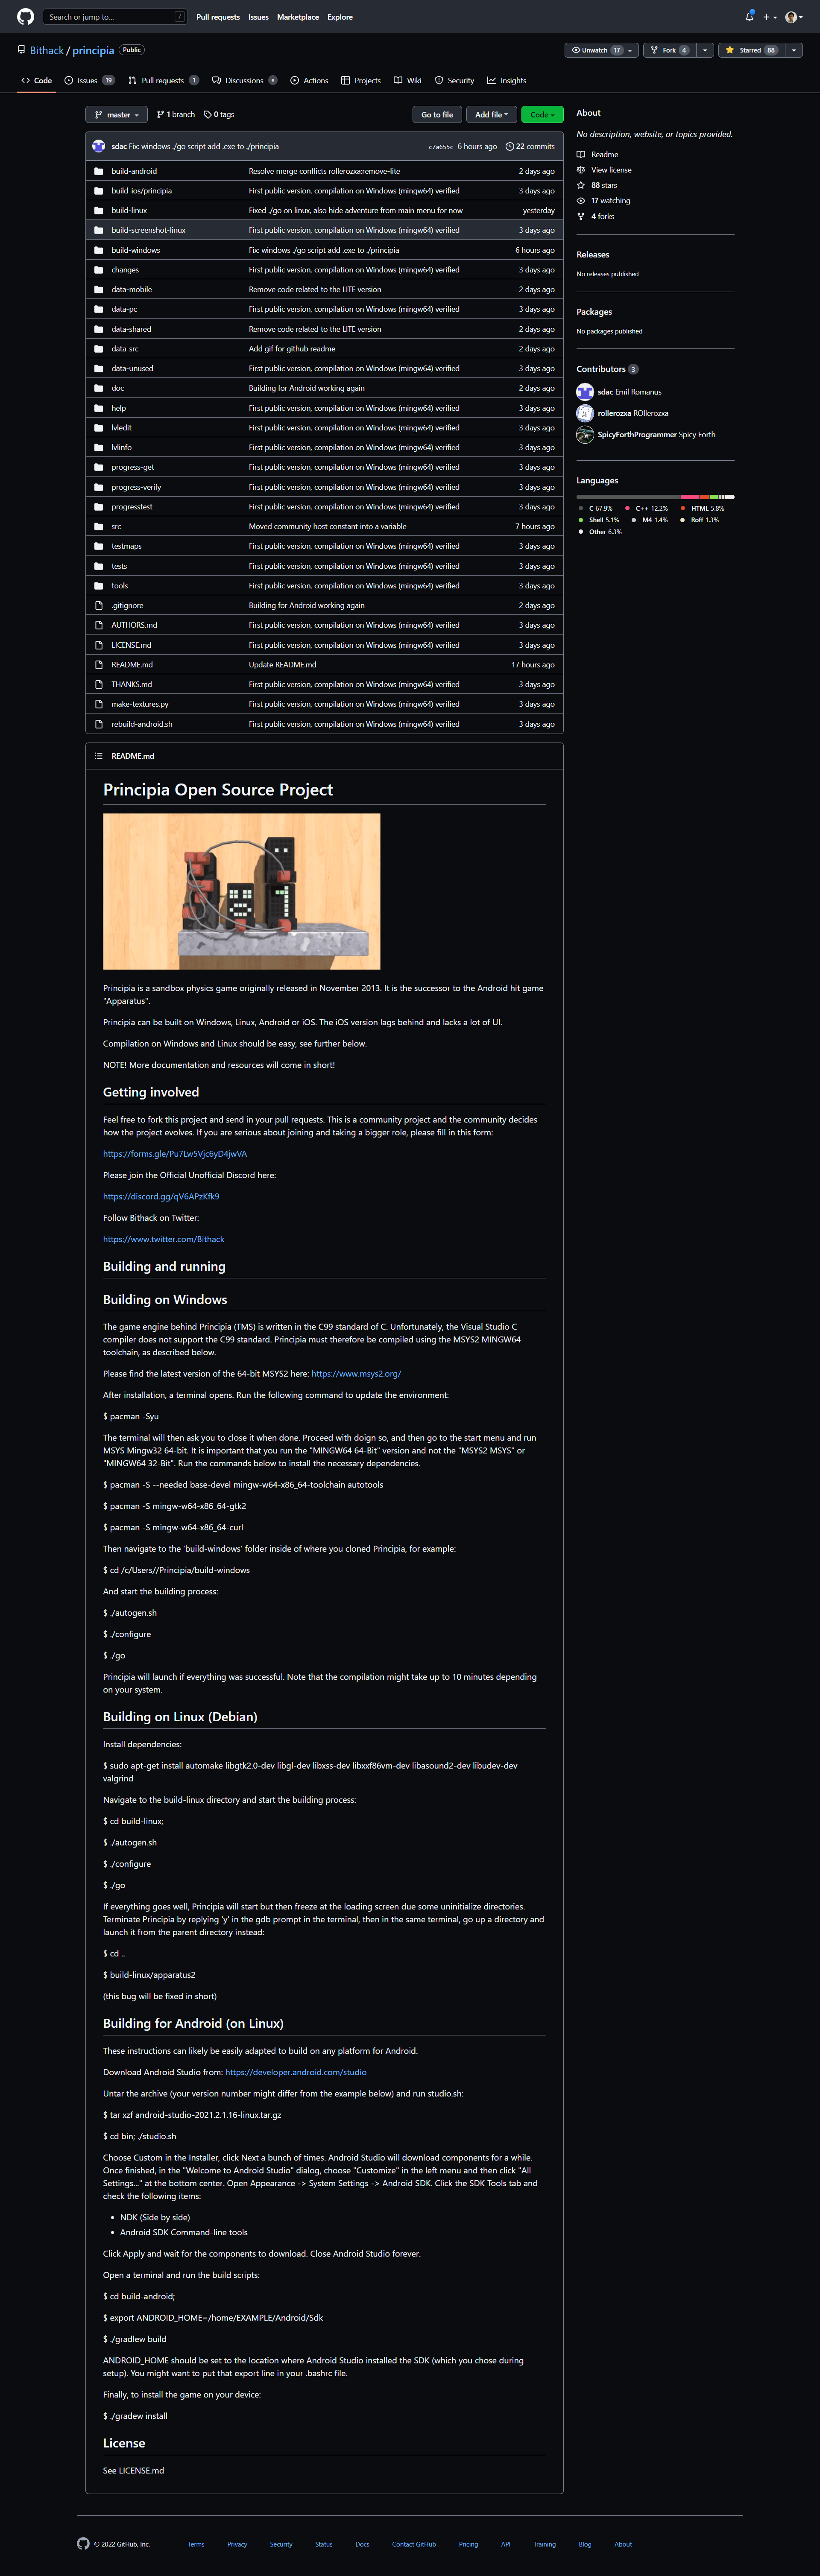 Search or jump to... /
Pull requests Issues Marketplace Explore
Bithack / principia Public
Unwatch 17 Fork 4 Starred 88
Code Issues 19 Pull requests 1 Discussions Actions Projects Wiki Security Insights
master 1 branch 0 tags Go to file Add file Code
sdac Fix windows ./go script add .exe to ./principia c7a655c 6 hours ago 22 commits
build-android Resolve merge conflicts rollerozxa:remove-lite 2 days ago
build-ios/principia First public version, compilation on Windows (mingw64) verified 3 days ago
build-linux Fixed ./go on linux, also hide adventure from main menu for now yesterday
build-screenshot-linux First public version, compilation on Windows (mingw64) verified 3 days ago
build-windows Fix windows ./go script add .exe to ./principia 6 hours ago
changes First public version, compilation on Windows (mingw64) verified 3 days ago
data-mobile Remove code related to the LITE version 2 days ago
data-pc First public version, compilation on Windows (mingw64) verified 3 days ago
data-shared Remove code related to the LITE version 2 days ago
data-src Add gif for github readme 2 days ago
data-unused First public version, compilation on Windows (mingw64) verified 3 days ago
doc Building for Android working again 2 days ago
help First public version, compilation on Windows (mingw64) verified 3 days ago
lvledit First public version, compilation on Windows (mingw64) verified 3 days ago
lvlinfo First public version, compilation on Windows (mingw64) verified 3 days ago
progress-get First public version, compilation on Windows (mingw64) verified 3 days ago
progress-verify First public version, compilation on Windows (mingw64) verified 3 days ago
progresstest First public version, compilation on Windows (mingw64) verified 3 days ago
src Moved community host constant into a variable 7 hours ago
testmaps First public version, compilation on Windows (mingw64) verified 3 days ago
tests First public version, compilation on Windows (mingw64) verified 3 days ago
tools First public version, compilation on Windows (mingw64) verified 3 days ago
.gitignore Building for Android working again 2 days ago
AUTHORS.md First public version, compilation on Windows (mingw64) verified 3 days ago
LICENSE.md First public version, compilation on Windows (mingw64) verified 3 days ago
README.md Update README.md 17 hours ago
THANKS.md First public version, compilation on Windows (mingw64) verified 3 days ago
make-textures.py First public version, compilation on Windows (mingw64) verified 3 days ago
rebuild-android.sh First public version, compilation on Windows (mingw64) verified 3 days ago
About
No description, website, or topics provided.
Readme
View license
88 stars
17 watching
4 forks
Releases
No releases published
Packages
No packages published
Contributors 3
sdac Emil Romanus
rollerozxa ROllerozxa
SpicyForthProgrammer Spicy Forth
Languages
C 67.9% C++ 12.2% HTML 5.8%
Shell 5.1% M4 1.4% Roff 1.3%
Other 6.3%
README.md
Principia Open Source Project
Principia is a sandbox physics game originally released in November 2013. It is the successor to the Android hit game
"Apparatus".
Principia can be built on Windows, Linux, Android or iOS. The iOS version lags behind and lacks a lot of UI.
Compilation on Windows and Linux should be easy, see further below.
NOTE! More documentation and resources will come in short!
Getting involved
Feel free to fork this project and send in your pull requests. This is a community project and the community decides
how the project evolves. If you are serious about joining and taking a bigger role, please fill in this form:
https://forms.gle/Pu7Lw5Vjc6yD4jwVA
Please join the Official Unofficial Discord here:
https://discord.gg/qV6APzKfk9
Follow Bithack on Twitter:
https://www.twitter.com/Bithack
Building and running
Building on Windows
The game engine behind Principia (TMS) is written in the C99 standard of C. Unfortunately, the Visual Studio C
compiler does not support the C99 standard. Principia must therefore be compiled using the MSYS2 MINGW64
toolchain, as described below.
Please find the latest version of the 64-bit MSYS2 here: https://www.msys2.org/
After installation, a terminal opens. Run the following command to update the environment:
$ pacman -Syu
The terminal will then ask you to close it when done. Proceed with doign so, and then go to the start menu and run
MSYS Mingw32 64-bit. It is important that you run the "MINGW64 64-Bit" version and not the "MSYS2 MSYS" or
"MINGW64 32-Bit". Run the commands below to install the necessary dependencies.
$ pacman -S --needed base-devel mingw-w64-x86_64-toolchain autotools
$ pacman -S mingw-w64-x86_64-gtk2
$ pacman -S mingw-w64-x86_64-curl
Then navigate to the 'build-windows' folder inside of where you cloned Principia, for example:
$ cd /c/Users//Principia/build-windows
And start the building process:
$ ./autogen.sh
$ ./configure
$ ./go
Principia will launch if everything was successful. Note that the compilation might take up to 10 minutes depending
on your system.
Building on Linux (Debian)
Install dependencies:
$ sudo apt-get install automake libgtk2.0-dev libgl-dev libxss-dev libxxf86vm-dev libasound2-dev libudev-dev
valgrind
Navigate to the build-linux directory and start the building process:
$ cd build-linux;
$ ./autogen.sh
$ ./configure
$ ./go
If everything goes well, Principia will start but then freeze at the loading screen due some uninitialize directories.
Terminate Principia by replying 'y' in the gdb prompt in the terminal, then in the same terminal, go up a directory and
launch it from the parent directory instead:
$ cd ..
$ build-linux/apparatus2
(this bug will be fixed in short)
Building for Android (on Linux)
These instructions can likely be easily adapted to build on any platform for Android.
Download Android Studio from: https://developer.android.com/studio
Untar the archive (your version number might differ from the example below) and run studio.sh:
$ tar xzf android-studio-2021.2.1.16-linux.tar.gz
$ cd bin; ./studio.sh
Choose Custom in the Installer, click Next a bunch of times. Android Studio will download components for a while.
Once finished, in the "Welcome to Android Studio" dialog, choose "Customize" in the left menu and then click "All
Settings..." at the bottom center. Open Appearance -> System Settings -> Android SDK. Click the SDK Tools tab and
check the following items:
• NDK (Side by side)
• Android SDK Command-line tools
Click Apply and wait for the components to download. Close Android Studio forever.
Open a terminal and run the build scripts:
$ cd build-android;
$ export ANDROID_HOME=/home/EXAMPLE/Android/Sdk
$ ./gradlew build
ANDROID_HOME should be set to the location where Android Studio installed the SDK (which you chose during
setup). You might want to put that export line in your .bashrc file.
Finally, to install the game on your device:
$ ./gradew install
License
See LICENSE.md
© 2022 GitHub, Inc. Terms Privacy Security Status Docs Contact GitHub Pricing API Training Blog About